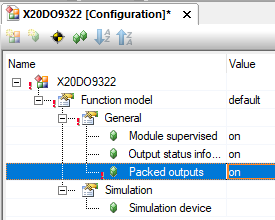 X20DO9322 [Configuration]*
Name Value
X20DO9322
Function model default
General
Module supervised on
Output status info... on
Packed outputs on
Simulation
Simulation device